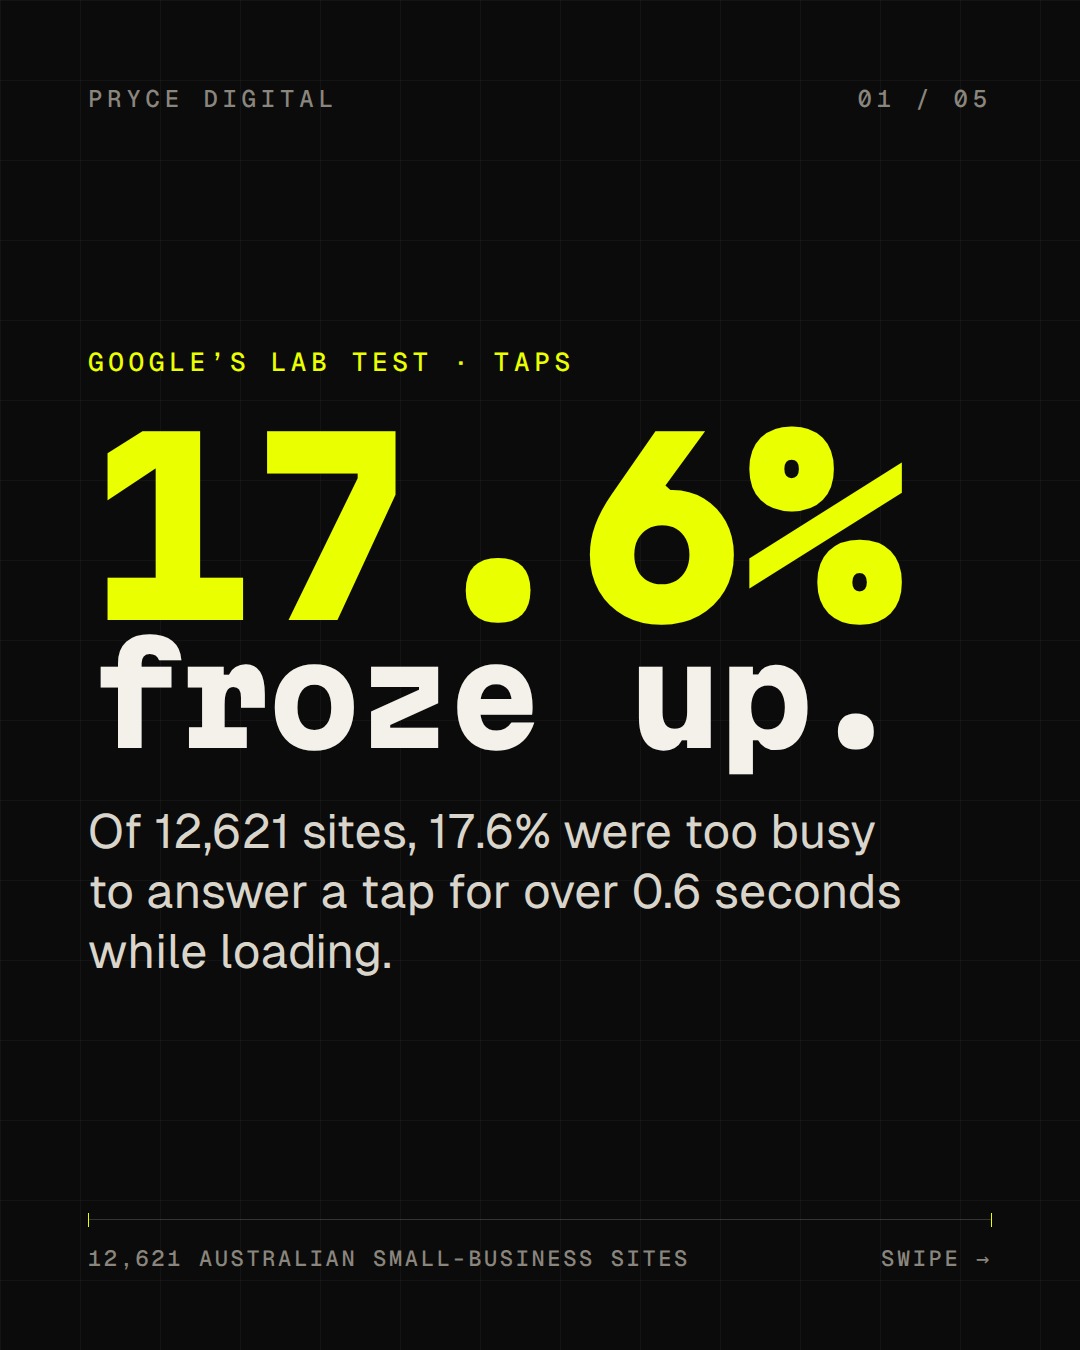 PRYCE DIGITAL
01 / 05
GOOGLE’S LAB TEST · TAPS
17.6%
froze up.
Of 12,621 sites, 17.6% were too busy
to answer a tap for over 0.6 seconds
while loading.
12,621 AUSTRALIAN SMALL-BUSINESS SITES
SWIPE →